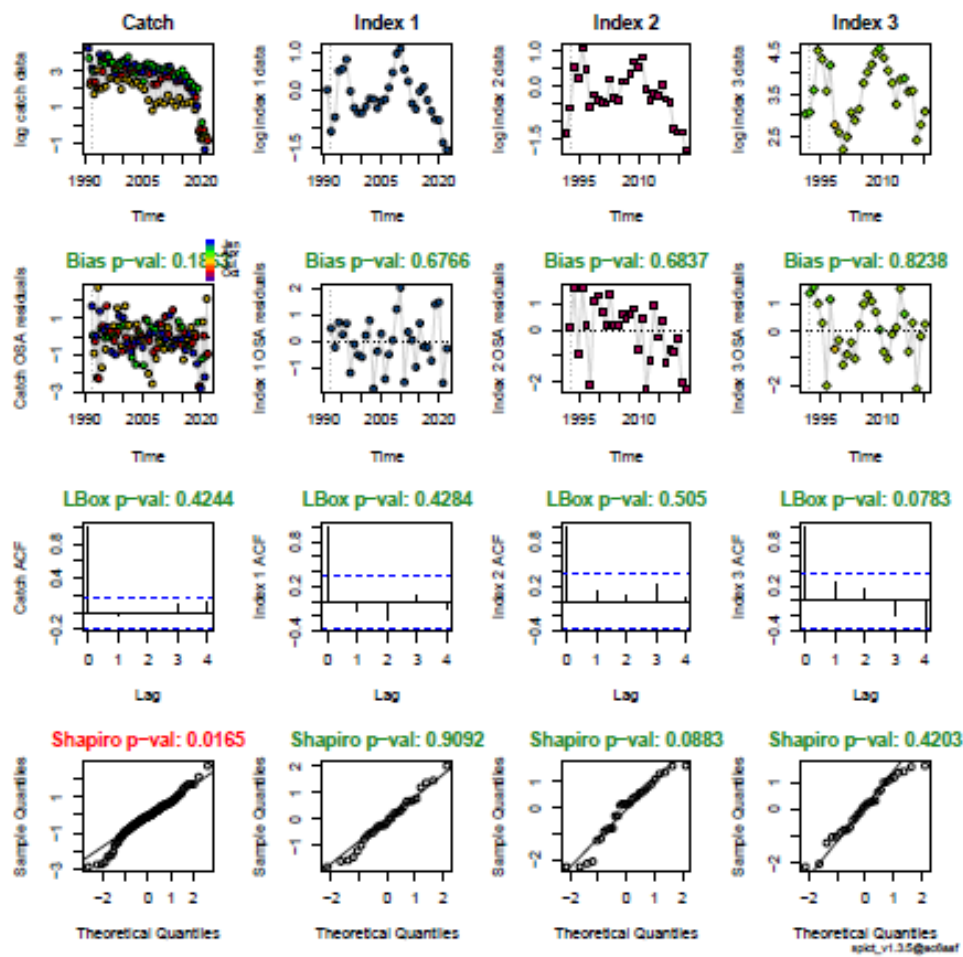 Catch Index 1 Index 2 Index 3
log catch data
3
1
−1
1990 2005 2020
Time
log index 1 data
1.0
0.0
−1.5
1990 2005 2020
Time
log index 2 data
1.0
0.0
−1.5
1995 2010
Time
log index 3 data
4.5
3.5
2.5
1995 2010
Time
Bias p−val: Bias p−val: 0.6766 Bias p−val: 0.6837 Bias p−val: 0.8238
Catch OSA residuals
1
−1
−3
1990 2005 2020
Time
Index 1 OSA residuals
2
1
0
−1
1990 2005 2020
Time
Index 2 OSA residuals
1
0
−2
1995 2010
Time
Index 3 OSA residuals
1
0
−2
1995 2010
Time
LBox p−val: 0.4244 LBox p−val: 0.4284 LBox p−val: 0.505 LBox p−val: 0.0783
Catch ACF
0.8
0.4
−0.2
0 1 2 3 4
Lag
Index 1 ACF
0.8
0.2
−0.4
0 1 2 3 4
Lag
Index 2 ACF
0.8
0.2
−0.4
0 1 2 3 4
Lag
Index 3 ACF
0.8
0.2
−0.4
0 1 2 3 4
Lag
Shapiro p−val: 0.0165 Shapiro p−val: 0.9092 Shapiro p−val: 0.0883 Shapiro p−val: 0.4203
Sample Quantiles
1
−1
−3
−2 0 1 2
Theoretical Quantiles
Sample Quantiles
2
1
0
−1
−2 0 1 2
Theoretical Quantiles
Sample Quantiles
1
0
−2
−2 0 1 2
Theoretical Quantiles
Sample Quantiles
1
0
−2
−2 0 1 2
Theoretical Quantiles